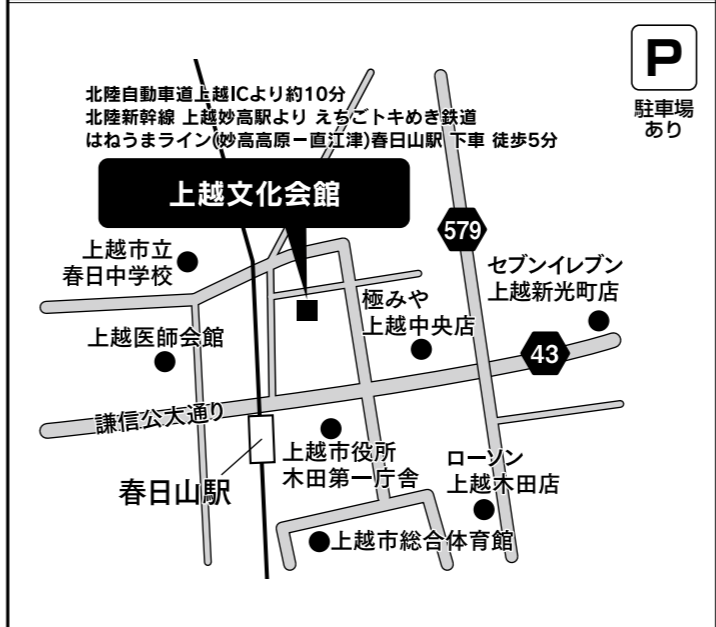 P
駐車場
あり
北陸自動車道上越ICより約10分
北陸新幹線 上越妙高駅より えちごトキめき鉄道
はねうまライン(妙高高原ー直江津)春日山駅 下車 徒歩5分
上越文化会館
579
上越市立
春日中学校
セブンイレブン
上越新光町店
極みや
上越中央店
上越医師会館
43
謙信公大通り
上越市役所
木田第一庁舎
ローソン
上越木田店
春日山駅
上越市総合体育館